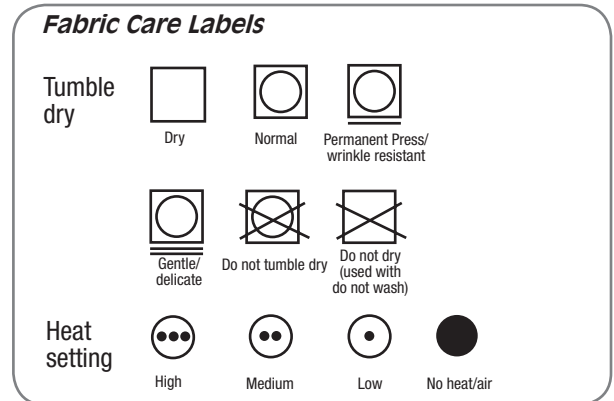 Fabric Care Labels
Tumble
dry
Dry
Normal
Permanent Press/
wrinkle resistant
Gentle/
delicate
Do not tumble dry
Do not dry
(used with
do not wash)
Heat
setting
High
Medium
Low
No heat/air